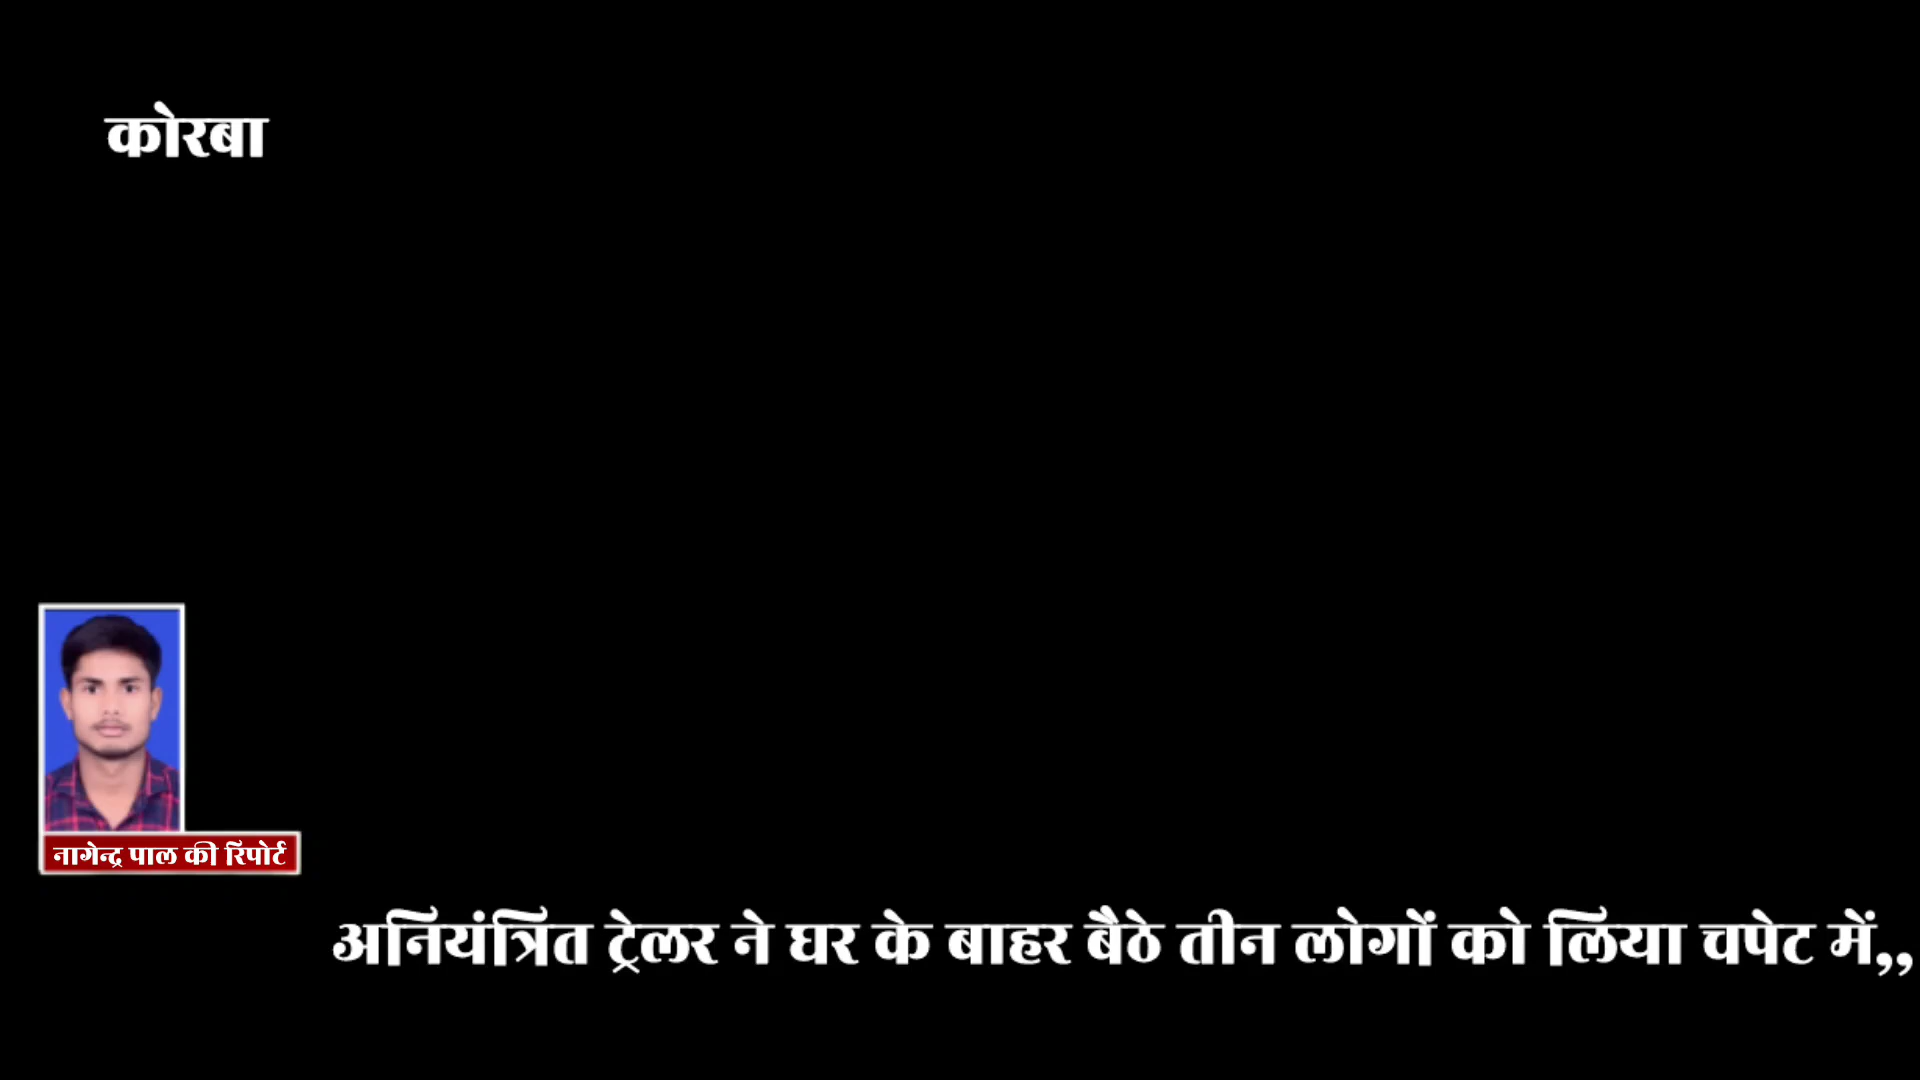 कोरबा
नागेन्द्र पाल की रिपोर्ट
अनियंत्रित ट्रेलर ने घर के बाहर बैठे तीन लोगों को लिया चपेट में,,